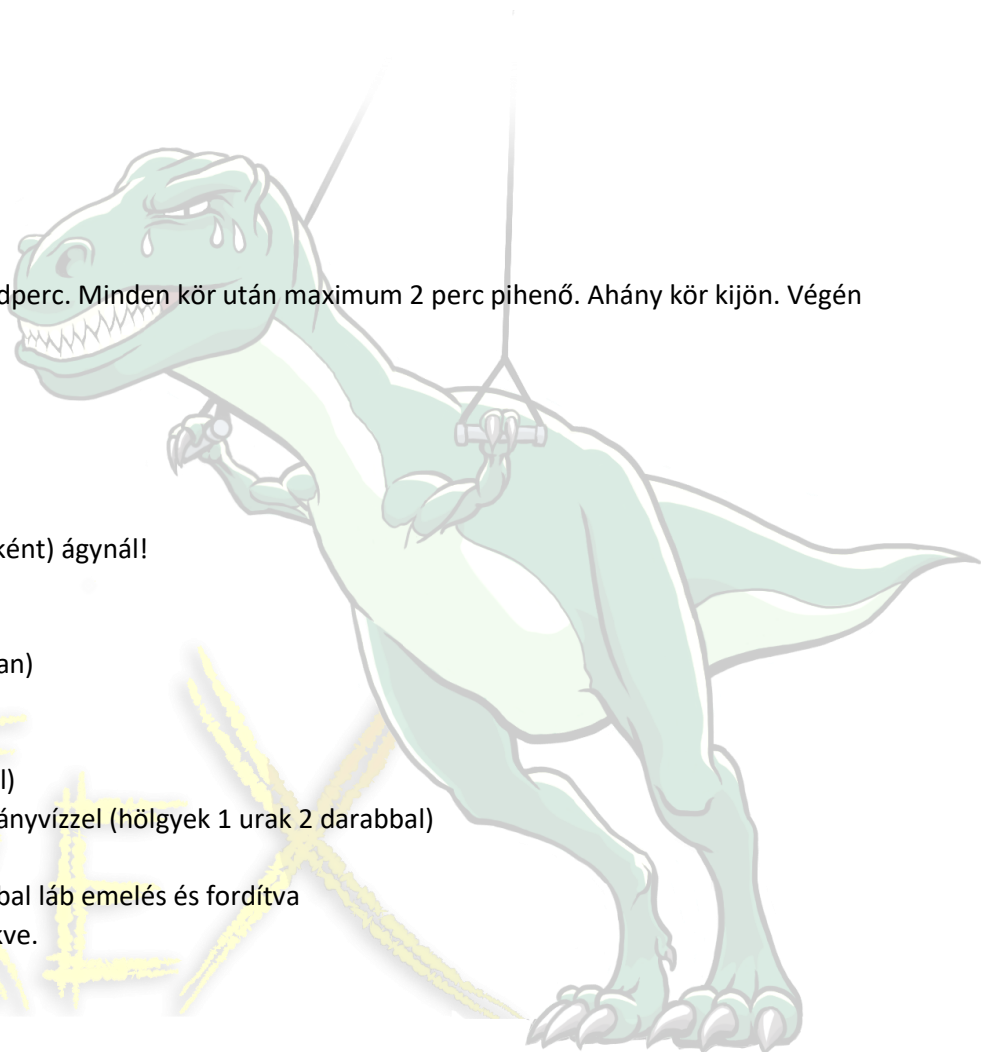 dperc. Minden kör után maximum 2 perc pihenő. Ahány kör kijön. Végén
ként) ágynál!
an)
l)
ányvízzel (hölgyek 1 urak 2 darabbal)
bal láb emelés és fordítva
kve.
EX